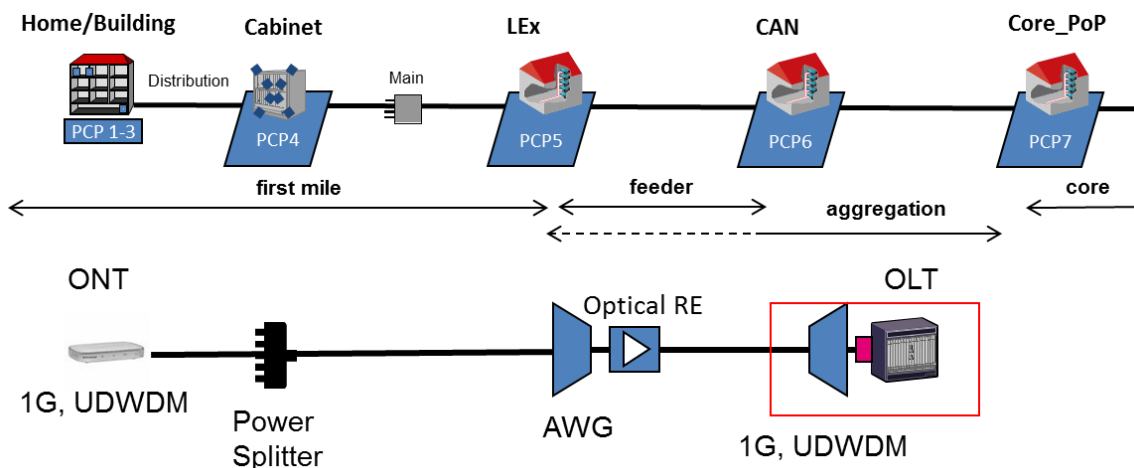 Home/Building
Cabinet
LEx
CAN
Core_PoP
Distribution
Main
PCP 1-3
PCP4
PCP5
PCP6
PCP7
first mile
feeder
aggregation
core
ONT
Optical RE
OLT
1G, UDWDM
Power
Splitter
AWG
1G, UDWDM